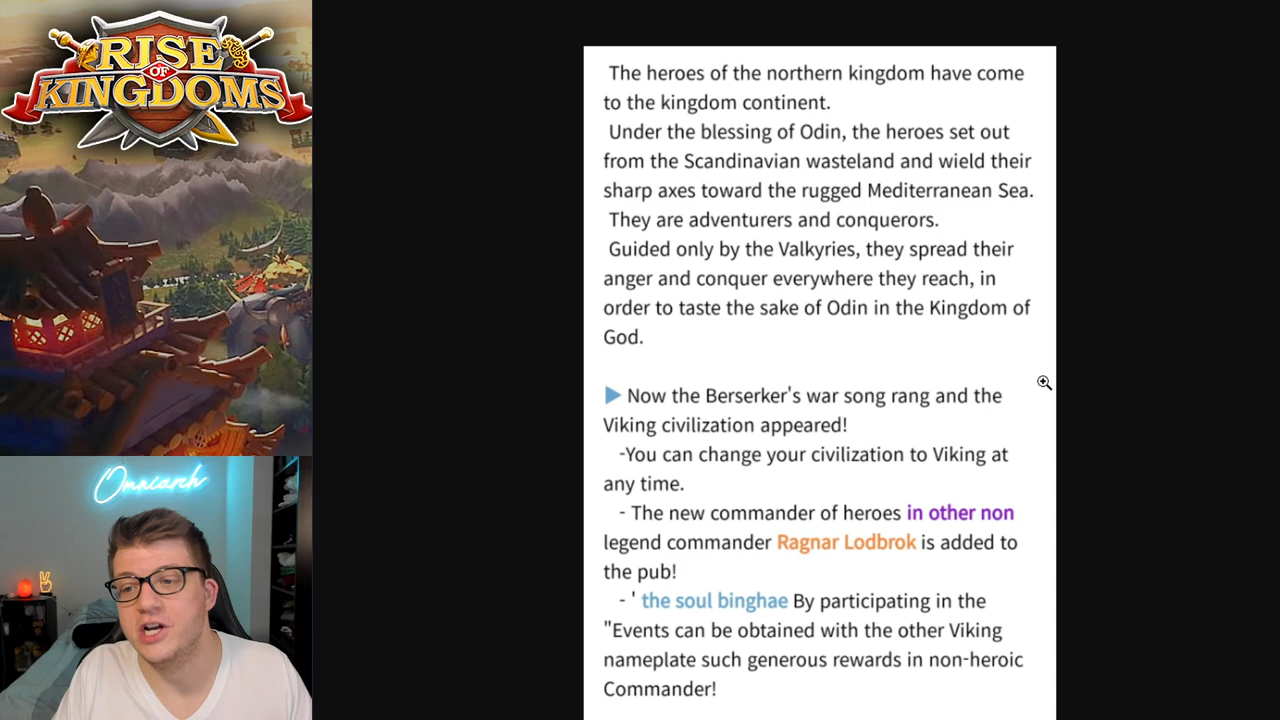 RISE
OF
KINGDOMS
The heroes of the northern kingdom have come
to the kingdom continent.
Under the blessing of Odin, the heroes set out
from the Scandinavian wasteland and wield their
sharp axes toward the rugged Mediterranean Sea.
They are adventurers and conquerors.
Guided only by the Valkyries, they spread their
anger and conquer everywhere they reach, in
order to taste the sake of Odin in the Kingdom of
God.
▶ Now the Berserker's war song rang and the
Viking civilization appeared!
-You can change your civilization to Viking at
any time.
- The new commander of heroes in other non
legend commander Ragnar Lodbrok is added to
the pub!
- ' the soul binghae By participating in the
"Events can be obtained with the other Viking
nameplate such generous rewards in non-heroic
Commander!
Omniarch